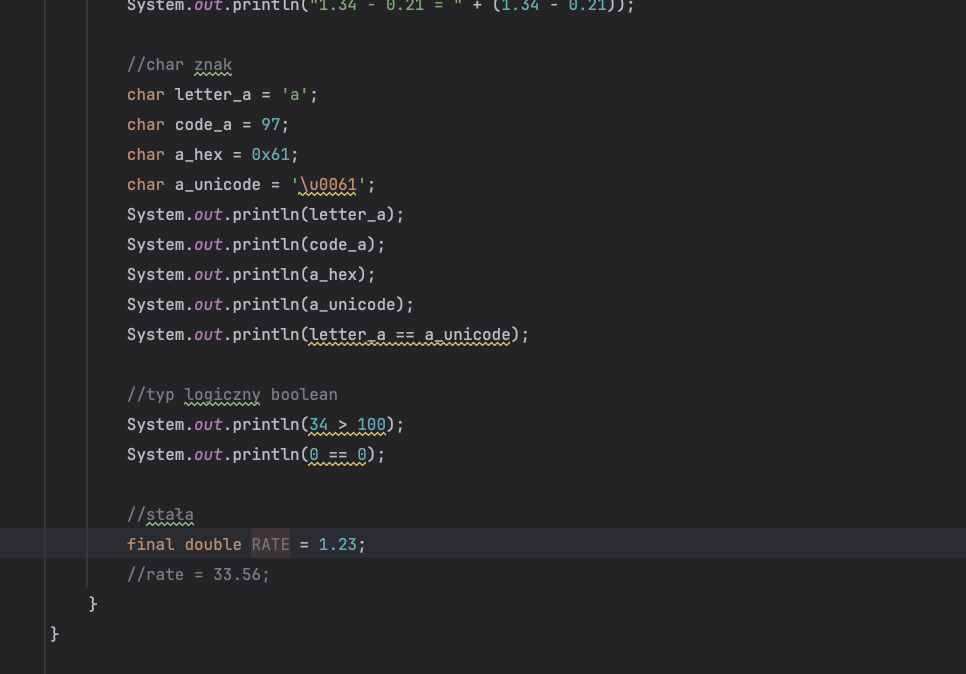 System.out.println("1.34 - 0.21 = " + (1.34 - 0.21));
//char znak
char letter_a = 'a';
char code_a = 97;
char a_hex = 0x61;
char a_unicode = '\u0061';
System.out.println(letter_a);
System.out.println(code_a);
System.out.println(a_hex);
System.out.println(a_unicode);
System.out.println(letter_a == a_unicode);
//typ logiczny boolean
System.out.println(34 > 100);
System.out.println(0 == 0);
//stała
final double RATE = 1.23;
//rate = 33.56;
}
}